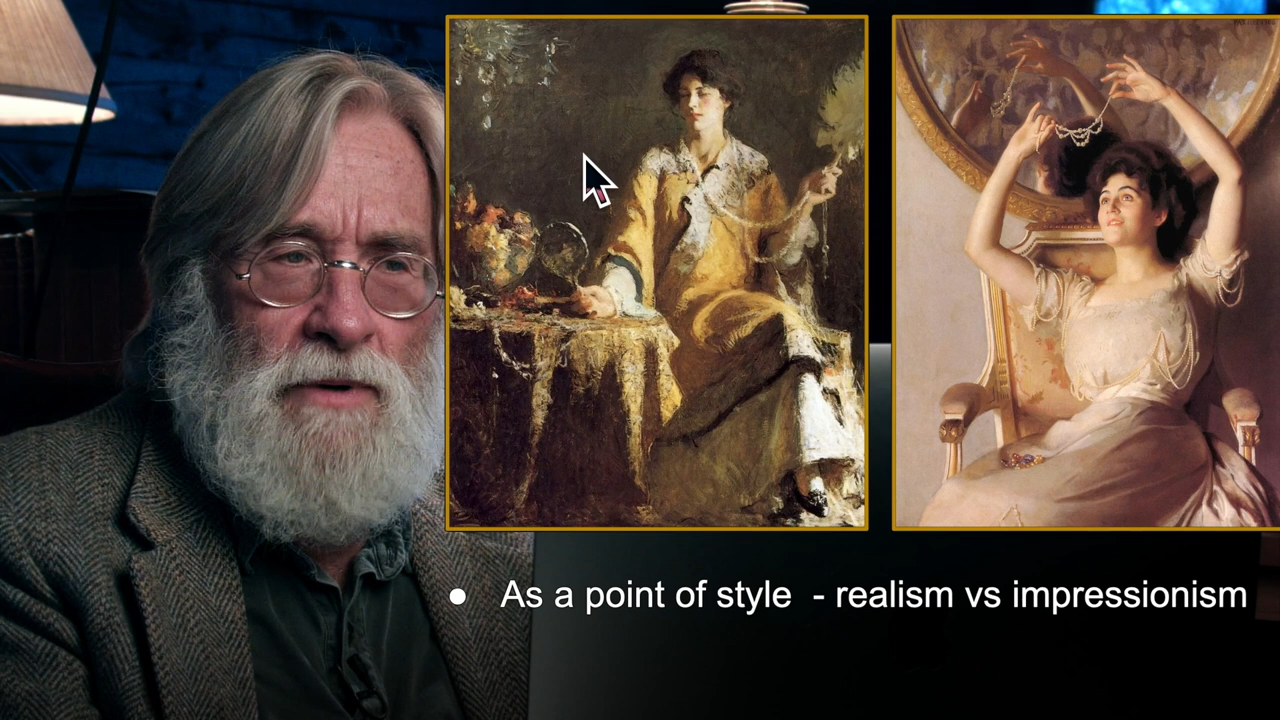 ● As a point of style - realism vs impressionism